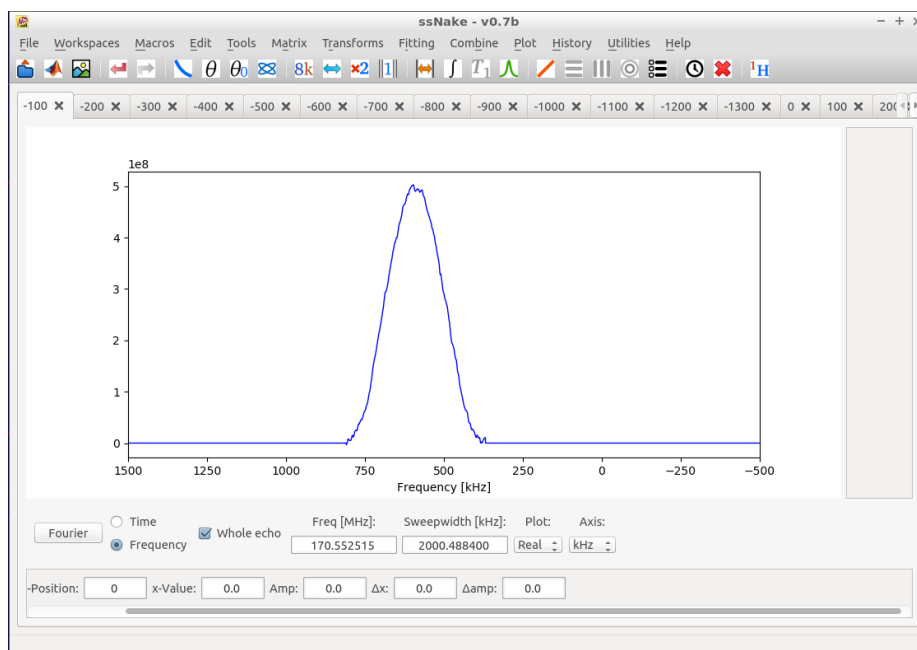 ssNake - v0.7b
File Workspaces Macros Edit Tools Matrix Transforms Fitting Combine Plot History Utilities Help
θ θ0 8k ×2 ||1|| ∫ T1 1H
-100 -200 -300 -400 -500 -600 -700 -800 -900 -1000 -1100 -1200 -1300 0 100
1e8
5
4
3
2
1
0
1500 1250 1000 750 500 250 0 −250 −500
Frequency [kHz]
Fourier
Time
Frequency
Whole echo
Freq [MHz]: Sweepwidth [kHz]: Plot: Axis:
170.552515 2000.488400 Real kHz
-Position: 0 x-Value: 0.0 Amp: 0.0 Δx: 0.0 Δamp: 0.0